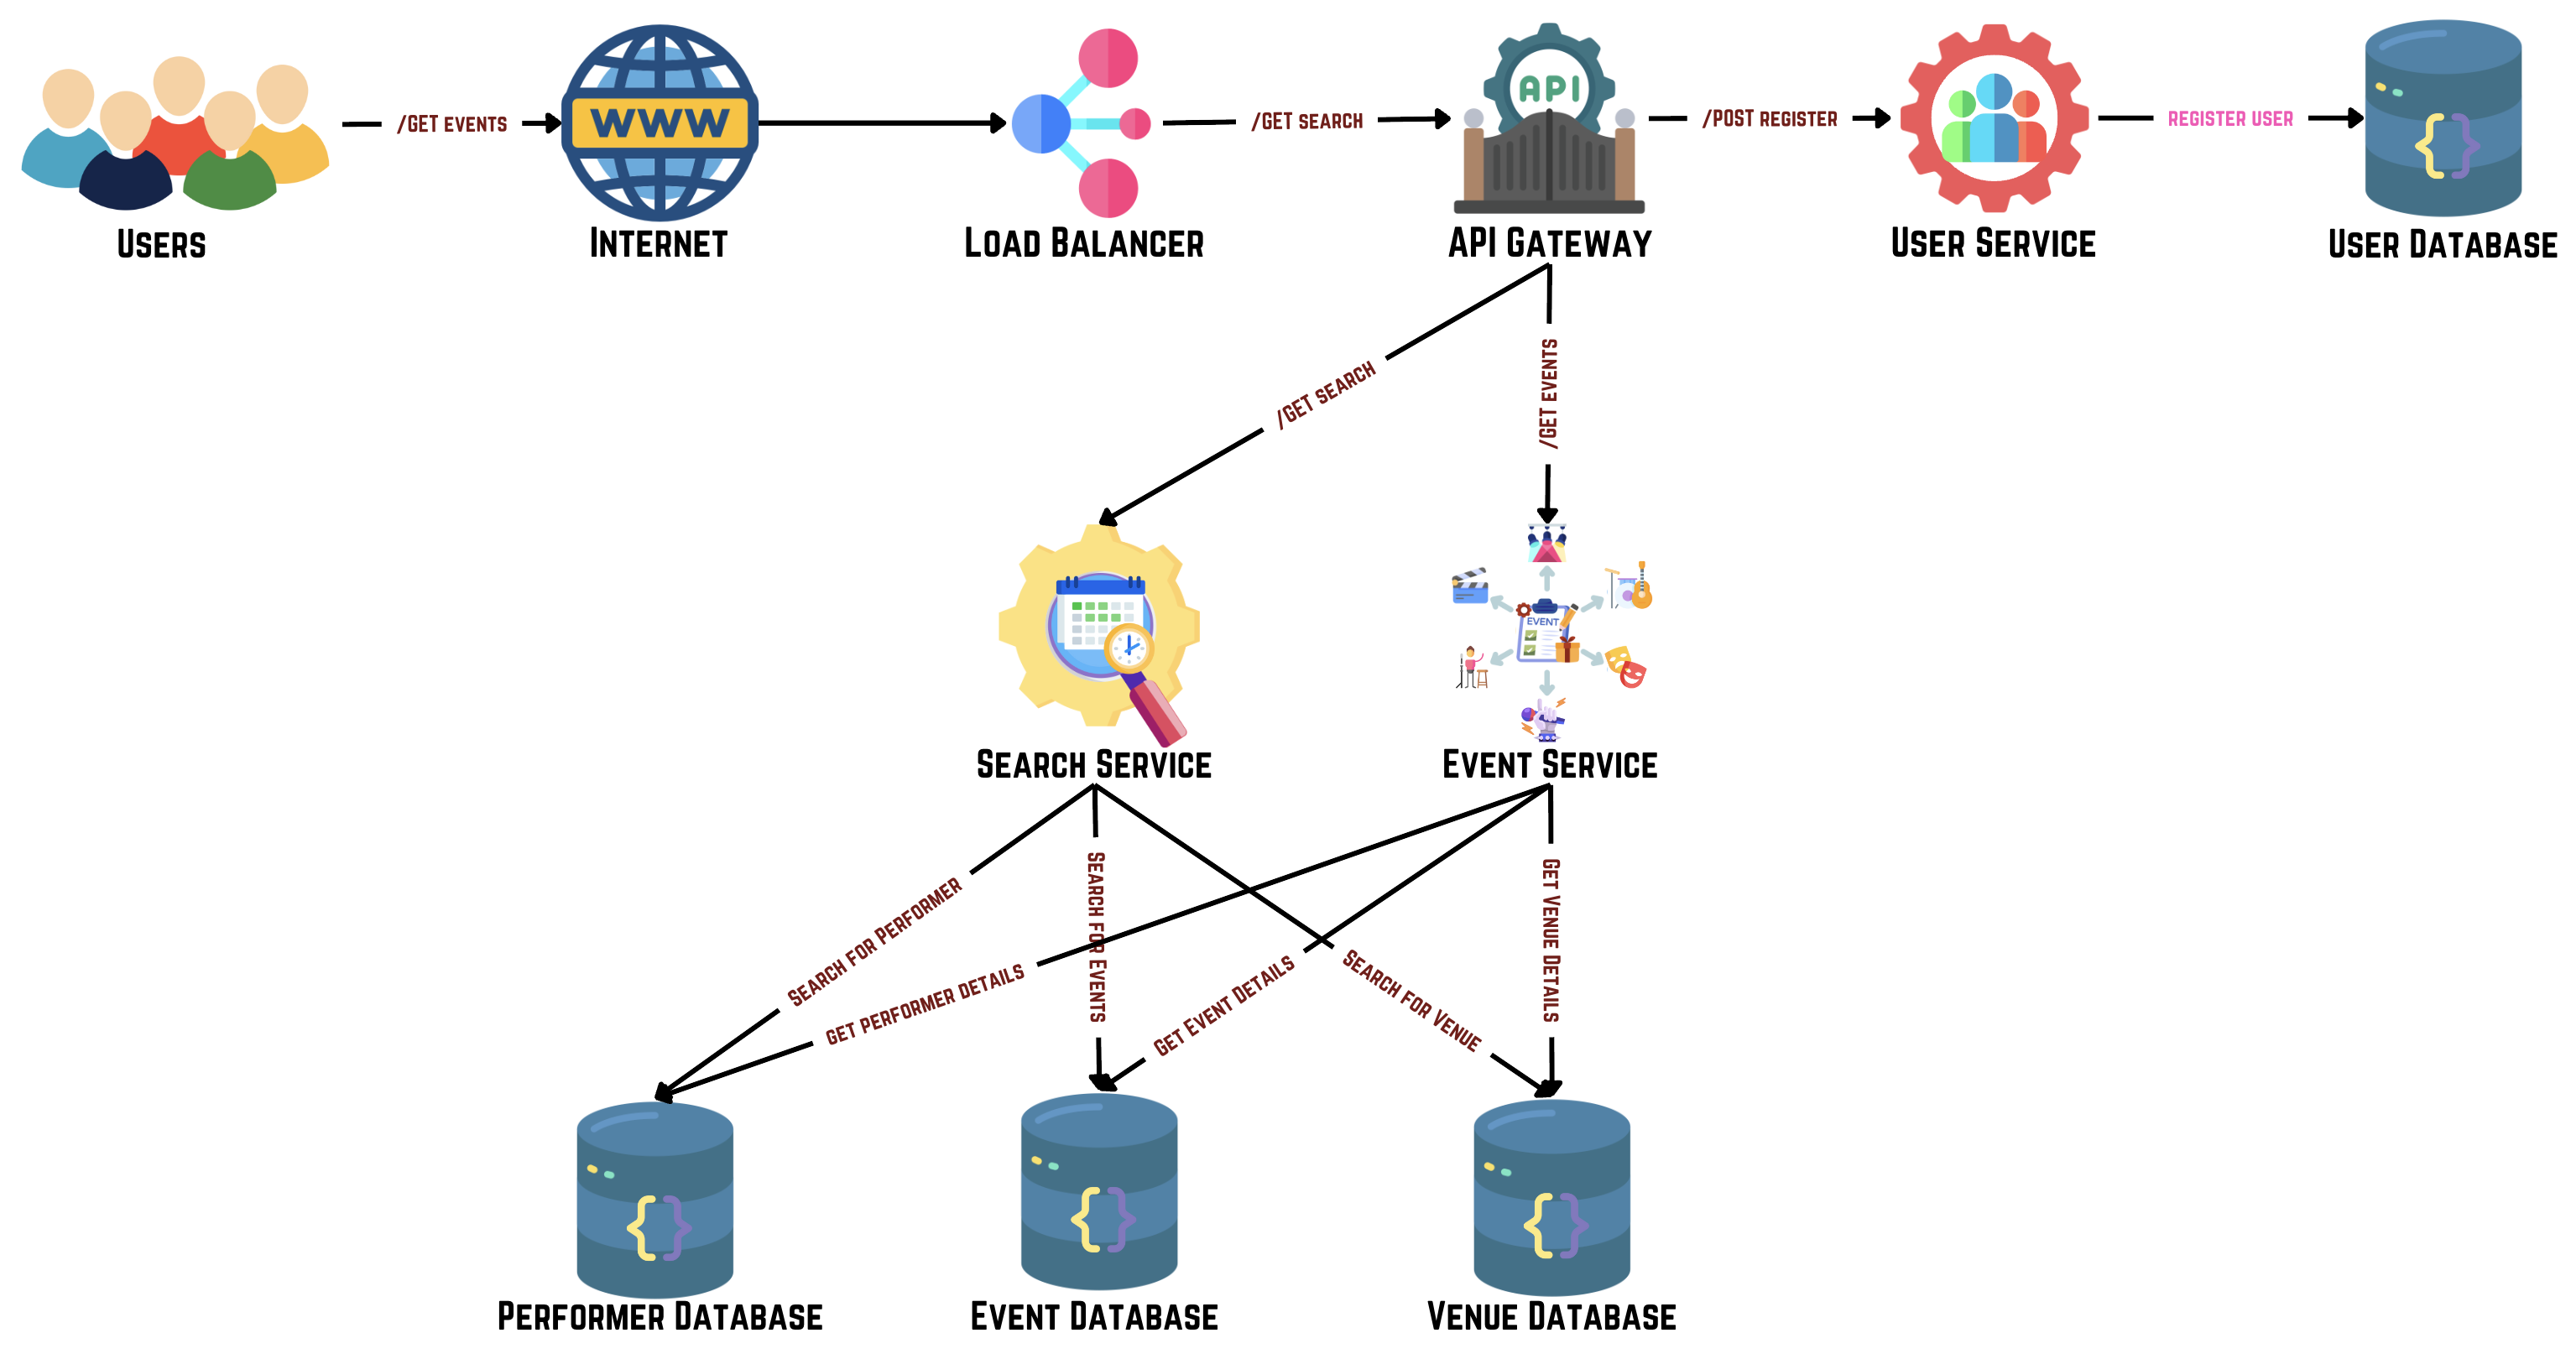 /GET events
WWW
/GET search
API
/POST register
Register User
Users
Internet
Load Balancer
API Gateway
User Service
User Database
/GET search
/GET events
EVENT
Search Service
Event Service
Search for Performer
Get performer details
Search for Events
Get Event Details
Search for Venue
Get Venue Details
Performer Database
Event Database
Venue Database